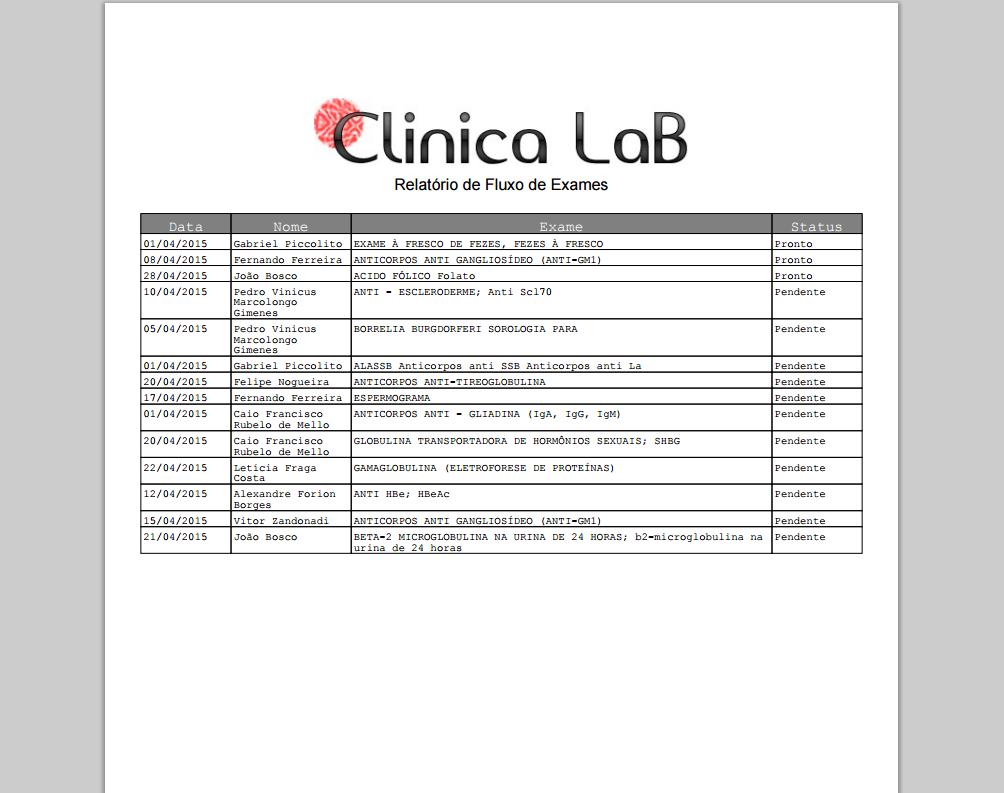 Clinica LaB
Relatório de Fluxo de Exames
Data Nome Exame Status
01/04/2015 Gabriel Piccolito EXAME À FRESCO DE FEZES, FEZES À FRESCO Pronto
08/04/2015 Fernando Ferreira ANTICORPOS ANTI GANGLIOSÍDEO (ANTI-GM1) Pronto
28/04/2015 João Bosco ACIDO FÓLICO Folato Pronto
10/04/2015 Pedro Vinicus ANTI - ESCLERODERME; Anti Scl70 Pendente
Marcolongo
Gimenes
05/04/2015 Pedro Vinicus BORRELIA BURGDORFERI SOROLOGIA PARA Pendente
Marcolongo
Gimenes
01/04/2015 Gabriel Piccolito ALASSB Anticorpos anti SSB Anticorpos anti La Pendente
20/04/2015 Felipe Nogueira ANTICORPOS ANTI-TIREOGLOBULINA Pendente
17/04/2015 Fernando Ferreira ESPERMOGRAMA Pendente
01/04/2015 Caio Francisco ANTICORPOS ANTI - GLIADINA (IgA, IgG, IgM) Pendente
Rubelo de Mello
20/04/2015 Caio Francisco GLOBULINA TRANSPORTADORA DE HORMÔNIOS SEXUAIS; SHBG Pendente
Rubelo de Mello
22/04/2015 Leticia Fraga GAMAGLOBULINA (ELETROFORESE DE PROTEÍNAS) Pendente
Costa
12/04/2015 Alexandre Forion ANTI HBe; HBeAc Pendente
Borges
15/04/2015 Vitor Zandonadi ANTICORPOS ANTI GANGLIOSÍDEO (ANTI-GM1) Pendente
21/04/2015 João Bosco BETA-2 MICROGLOBULINA NA URINA DE 24 HORAS; b2-microglobulina na Pendente
urina de 24 horas